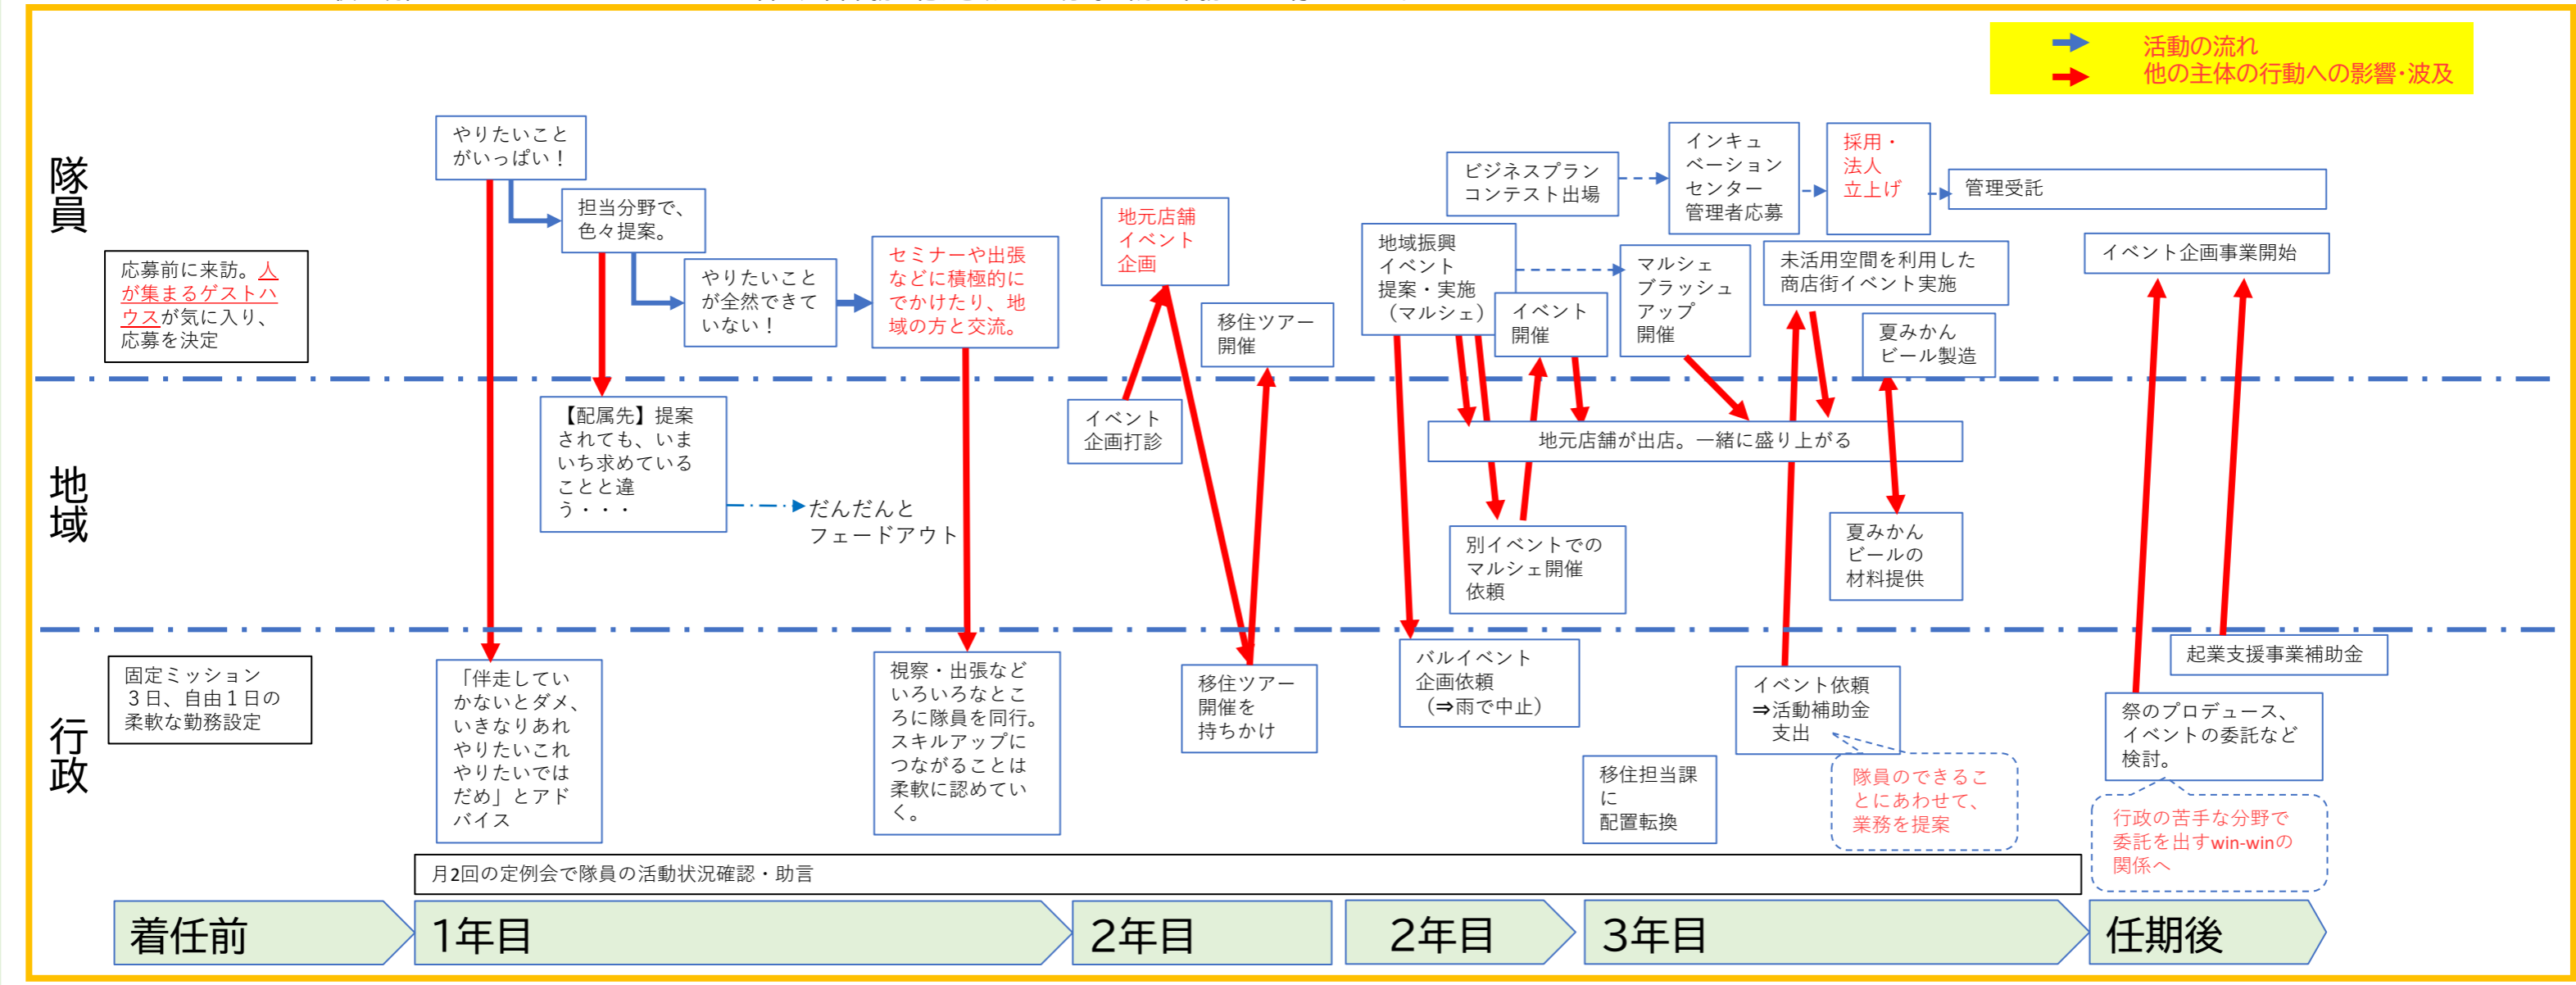 活動の流れ
他の主体の行動への影響・波及
隊員
応募前に来訪。人
が集まるゲストハ
ウスが気に入り、
応募を決定
やりたいこと
がいっぱい！
担当分野で、
色々提案。
やりたいこと
が全然できて
いない！
セミナーや出張
などに積極的に
でかけたり、地
域の方と交流。
地元店舗
イベント
企画
移住ツアー
開催
ビジネスプラン
コンテスト出場
インキュ
ベーション
センター
管理者応募
採用・
法人
立上げ
管理受託
地域振興
イベント
提案・実施
（マルシェ）
イベント
開催
マルシェ
ブラッシュ
アップ
開催
未活用空間を利用した
商店街イベント実施
夏みかん
ビール製造
イベント企画事業開始
地域
【配属先】提案
されても、いま
いち求めている
ことと違
う・・・
だんだんと
フェードアウト
イベント
企画打診
地元店舗が出店。一緒に盛り上がる
別イベントでの
マルシェ開催
依頼
夏みかん
ビールの
材料提供
行政
固定ミッション
３日、自由１日の
柔軟な勤務設定
「伴走してい
かないとダメ、
いきなりあれ
やりたいこれ
やりたいでは
だめ」とアド
バイス
視察・出張など
いろいろなとこ
ろに隊員を同行。
スキルアップに
つながることは
柔軟に認めてい
く。
移住ツアー
開催を
持ちかけ
バルイベント
企画依頼
（⇒雨で中止）
移住担当課
に
配置転換
イベント依頼
⇒活動補助金
支出
隊員のできるこ
とにあわせて、
業務を提案
起業支援事業補助金
祭のプロデュース、
イベントの委託など
検討。
行政の苦手な分野で
委託を出すwin-winの
関係へ
月2回の定例会で隊員の活動状況確認・助言
着任前
1年目
2年目
2年目
3年目
任期後